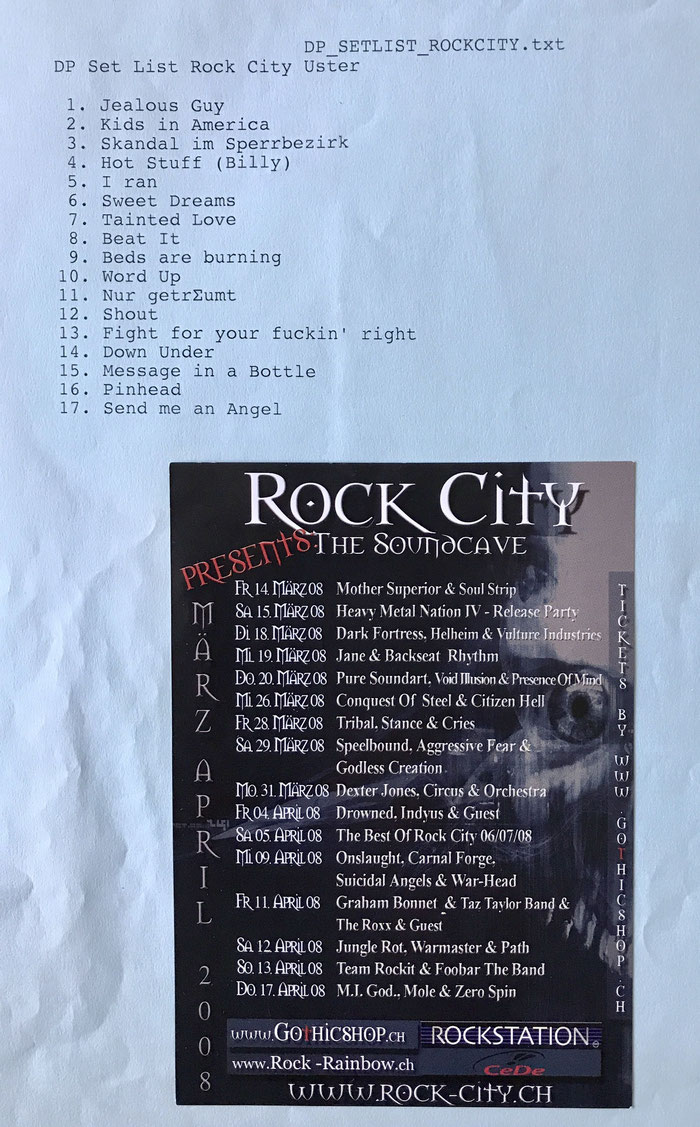 DP_SETLIST_ROCKCITY.txt
DP Set List Rock City Uster
1. Jealous Guy
2. Kids in America
3. Skandal im Sperrbezirk
4. Hot Stuff (Billy)
5. I ran
6. Sweet Dreams
7. Tainted Love
8. Beat It
9. Beds are burning
10. Word Up
11. Nur getrΣumt
12. Shout
13. Fight for your fuckin' right
14. Down Under
15. Message in a Bottle
16. Pinhead
17. Send me an Angel
ROCK CITY
PRESENTS: THE SOUNDCAVE
MÄRZ APRIL 2008
FR 14. MÄRZ 08 Mother Superior & Soul Strip
SA 15. MÄRZ 08 Heavy Metal Nation IV - Release Party
DI 18. MÄRZ 08 Dark Fortress, Helheim & Vulture Industries
MI. 19. MÄRZ 08 Jane & Backseat Rhythm
DO. 20. MÄRZ 08 Pure Soundart, Void Illusion & Presence Of Mind
MI. 26. MÄRZ 08 Conquest Of Steel & Citizen Hell
FR 28. MÄRZ 08 Tribal, Stance & Cries
SA. 29. MÄRZ 08 Speelbound, Aggressive Fear &
Godless Creation
MO. 31. MÄRZ 08 Dexter Jones, Circus & Orchestra
FR 04. APRIL 08 Drowned, Indyus & Guest
SA 05. APRIL 08 The Best Of Rock City 06/07/08
MI 09. APRIL 08 Onslaught, Carnal Forge,
Suicidal Angels & War-Head
FR 11. APRIL 08 Graham Bonnet & Taz Taylor Band &
The Roxx & Guest
SA 12. APRIL 08 Jungle Rot, Warmaster & Path
SO. 13. APRIL 08 Team Rockit & Foobar The Band
DO. 17. APRIL 08 M.I. God., Mole & Zero Spin
TICKETS BY WWW.GOTHICSHOP.CH
www.GOTHICSHOP.CH ROCKSTATION
www.Rock-Rainbow.ch CeDe
WWW.ROCK-CITY.CH